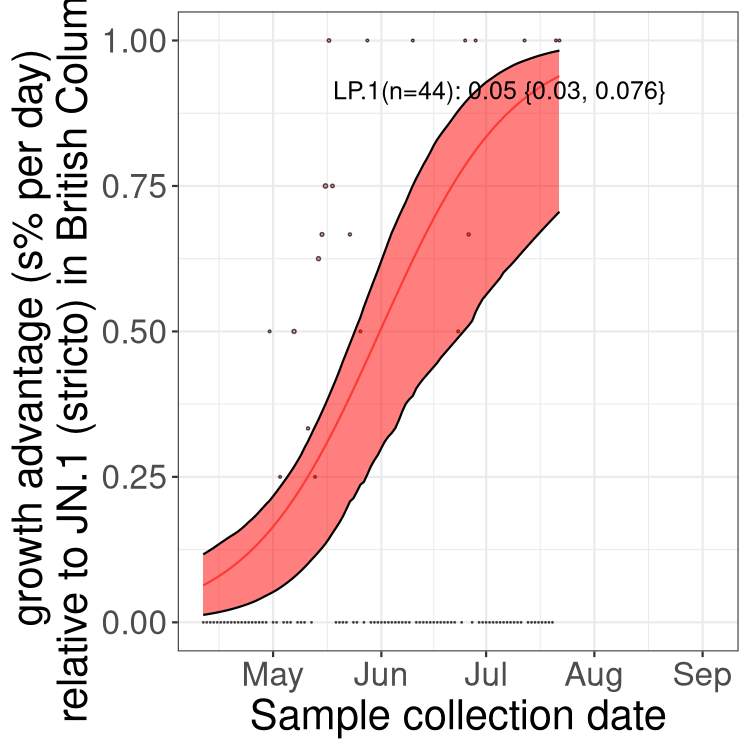 growth advantage (s% per day)
relative to JN.1 (stricto) in British Colum
1.00
0.75
0.50
0.25
0.00
LP.1(n=44): 0.05 {0.03, 0.076}
May Jun Jul Aug Sep
Sample collection date